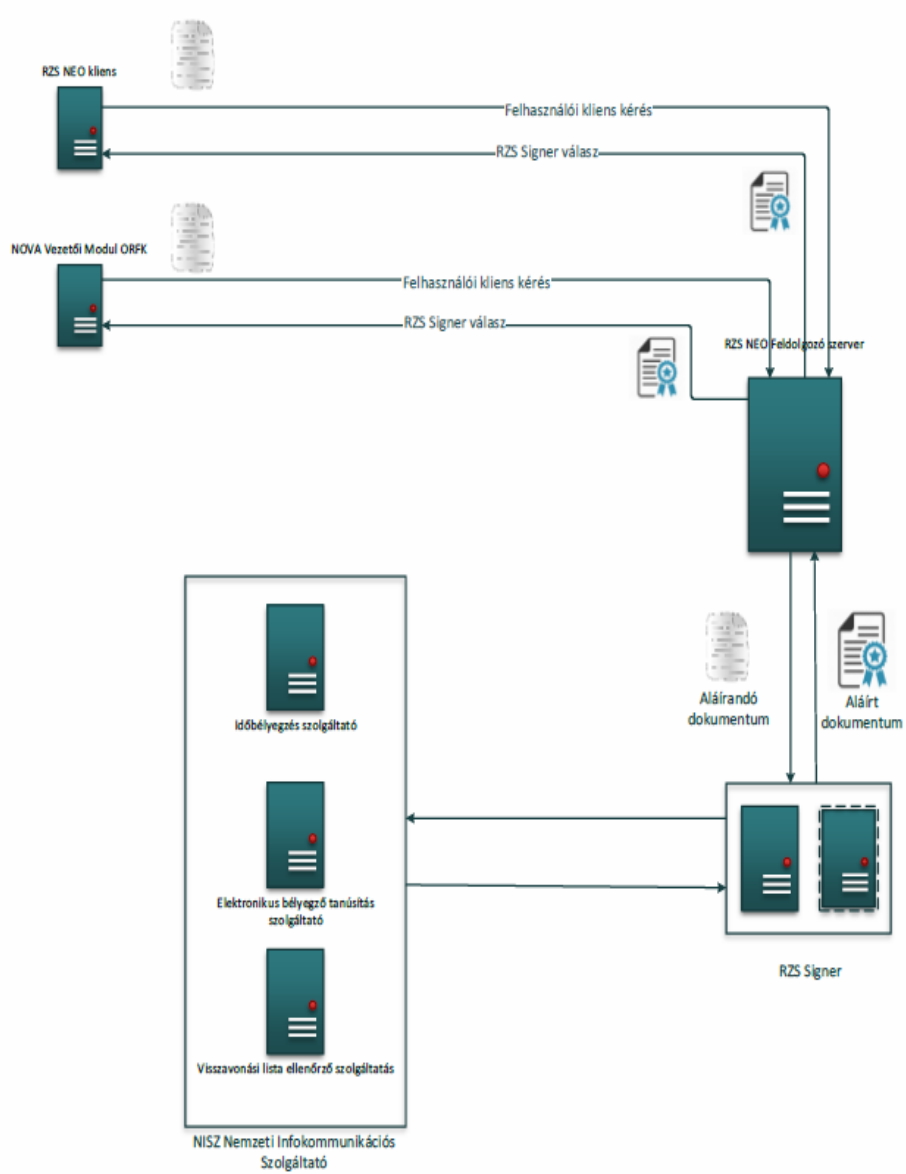 RZS NEO kliens
Felhasználói kliens kérés
RZS Signer válasz
NOVA Vezetői Modul ORFK
Felhasználói kliens kérés
RZS Signer válasz
RZS NEO Feldolgozó szerver
Időbélyegzés szolgáltató
Aláírandó
dokumentum
Aláírt
dokumentum
Elektronikus bélyegző tanúsítás
szolgáltató
RZS Signer
Visszavonási lista ellenőrző szolgáltatás
NISZ Nemzeti Infokommunikációs
Szolgáltató